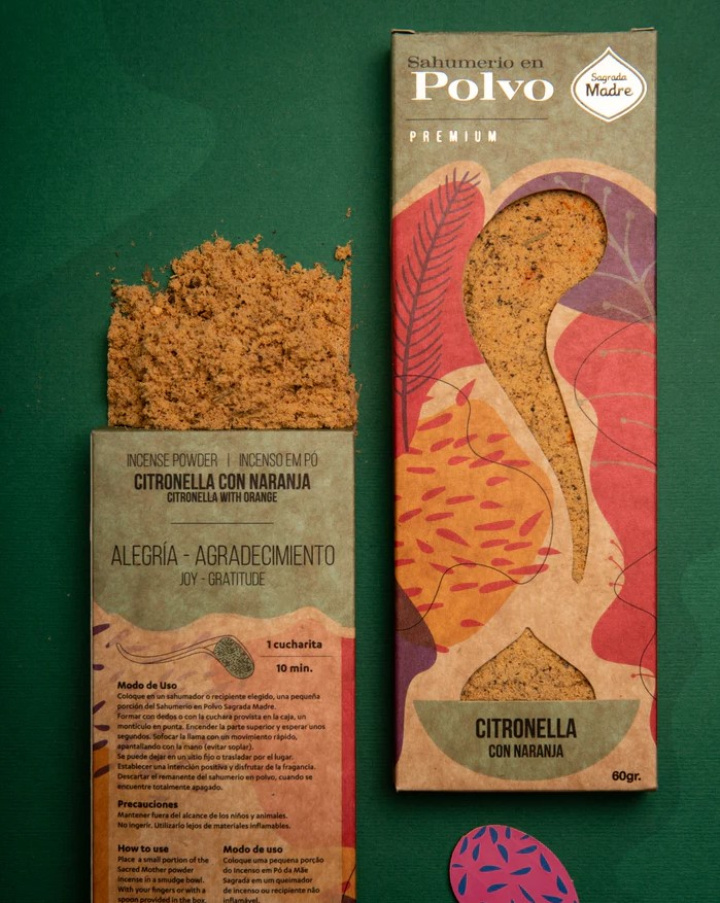 Sahumerio en
Polvo
PREMIUM
Sagrada
Madre
CITRONELLA
CON NARANJA
60gr.
INCENSE POWDER | INCENSO EM PÓ
CITRONELLA CON NARANJA
CITRONELLA WITH ORANGE
ALEGRÍA - AGRADECIMIENTO
JOY - GRATITUDE
1 cucharita
10 min.
Modo de Uso
Coloque en un sahumador o recipiente elegido, una pequeña
porción del Sahumerio en Polvo Sagrada Madre.
Formar con dedos o con la cuchara provista en la caja, un
montículo en punta. Encender la parte superior y esperar unos
segundos. Sofocar la llama con un movimiento rápido,
apantallando con la mano (evitar soplar).
Se puede dejar en un sitio fijo o trasladar por el lugar.
Establecer una intención positiva y disfrutar de la fragancia.
Descartar el remanente del sahumerio en polvo, cuando se
encuentre totalmente apagado.
Precauciones
Mantener fuera del alcance de los niños y animales.
No ingerir. Utilizarlo lejos de materiales inflamables.
How to use
Place a small portion of the
Sacred Mother powder
incense in a smudge bowl.
With your fingers or with a
spoon provided in the box,
Modo de uso
Coloque uma pequena porção
do Incenso em Pó da Mãe
Sagrada em um queimador
de incenso ou recipiente não
inflamável.